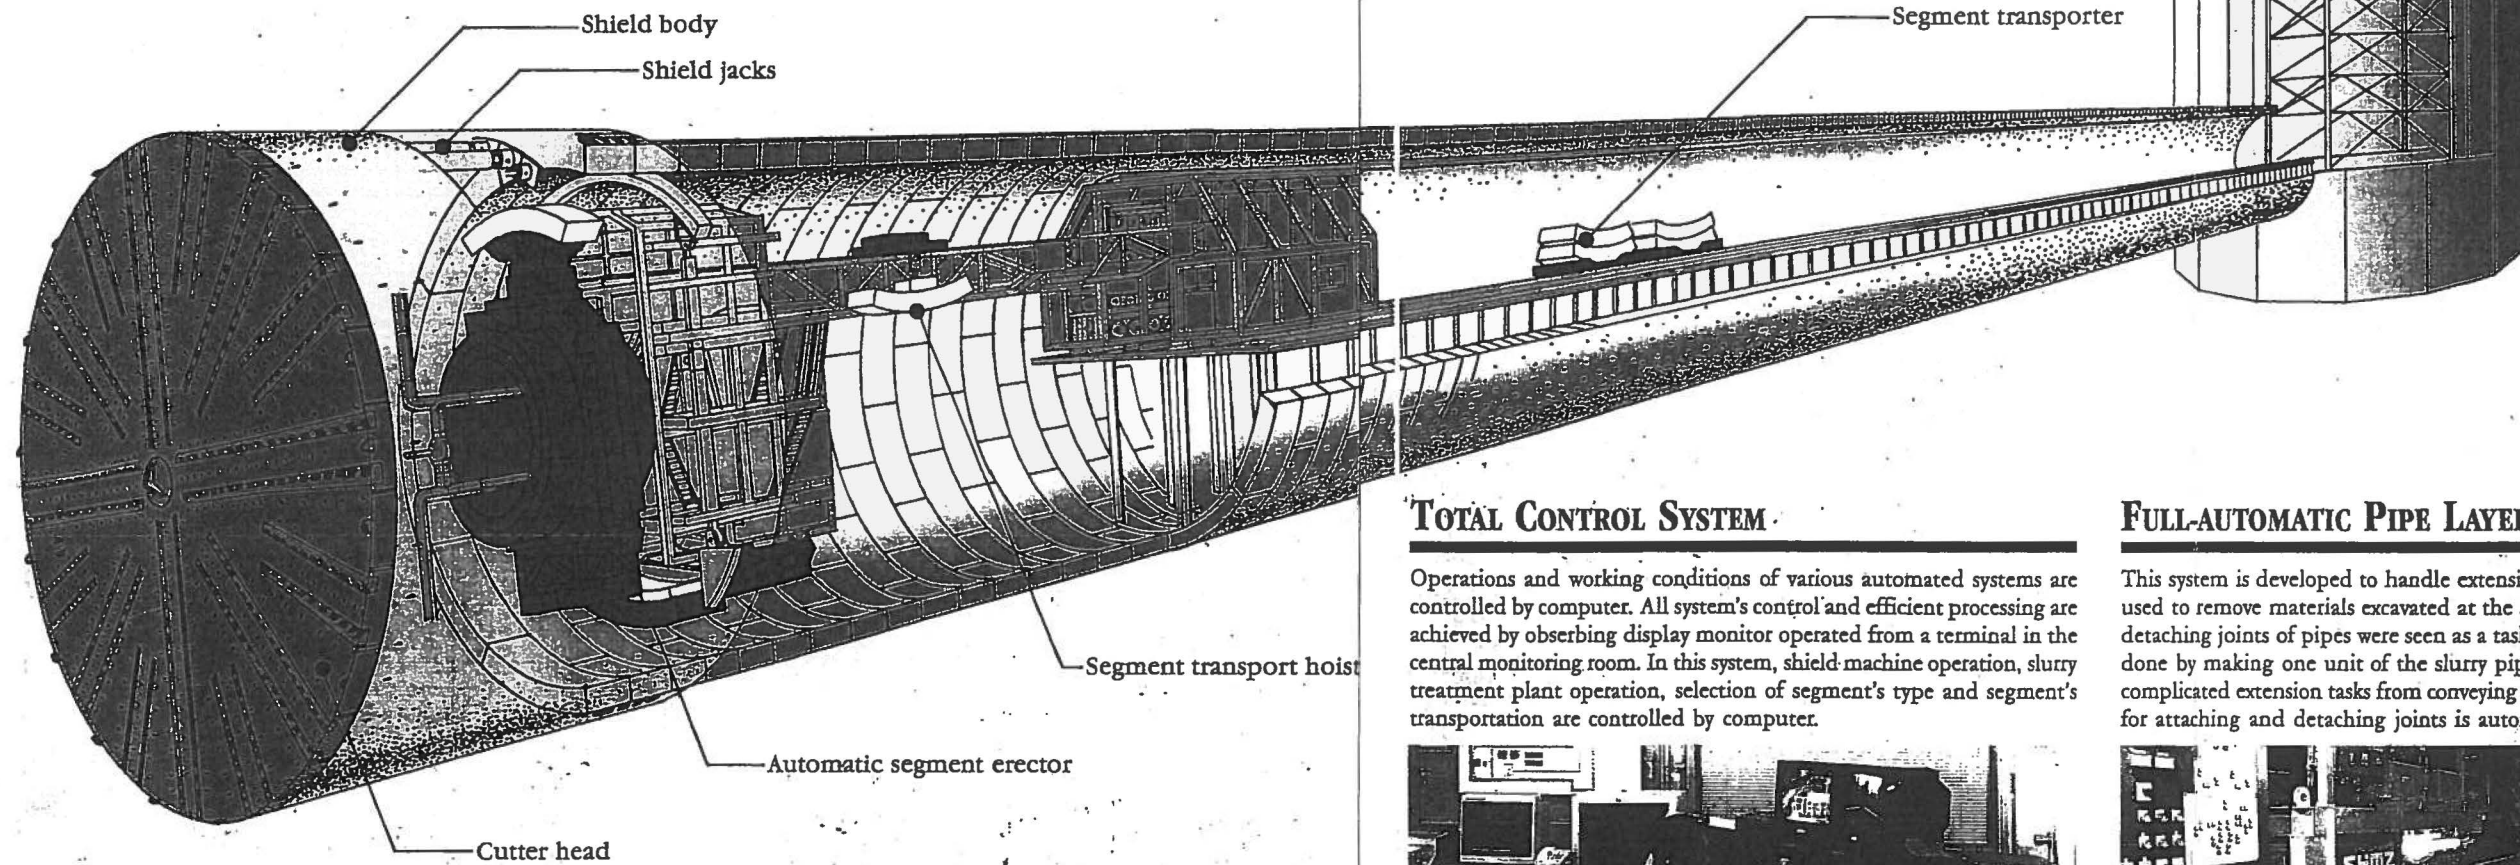 Shield body
Shield jacks
Segment transporter
Segment transport hoist
Automatic segment erector
Cutter head
TOTAL CONTROL SYSTEM
Operations and working conditions of various automated systems are
controlled by computer. All system's control and efficient processing are
achieved by obserbing display monitor operated from a terminal in the
central monitoring room. In this system, shield machine operation, slurry
treatment plant operation, selection of segment's type and segment's
transportation are controlled by computer.
FULL-AUTOMATIC PIPE
This system is developed to handle
used to remove materials excavated at the
detaching joints of pipes were seen as a
done by making one unit of the slurry
complicated extension tasks from conveying
for attaching and detaching joints is